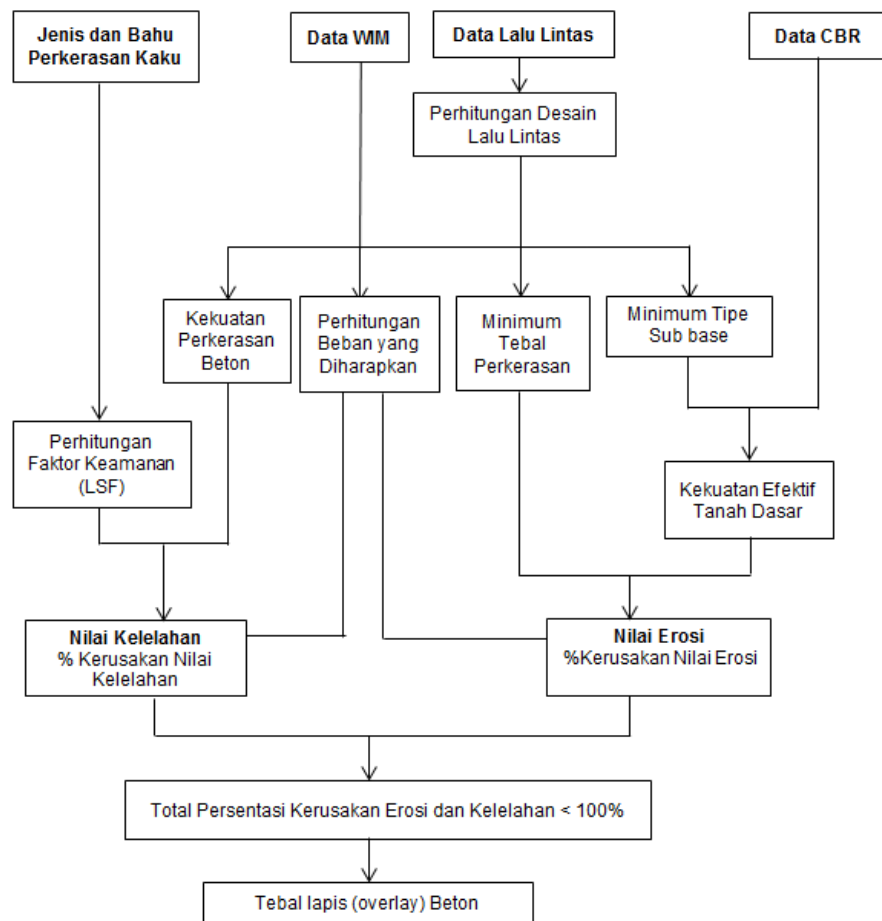 Jenis dan Bahu
Perkerasan Kaku
Data WIM
Data Lalu Lintas
Data CBR
Perhitungan Desain
Lalu Lintas
Kekuatan
Perkerasan
Beton
Perhitungan
Beban yang
Diharapkan
Minimum
Tebal
Perkerasan
Minimum Tipe
Sub base
Perhitungan
Faktor Keamanan
(LSF)
Kekuatan Efektif
Tanah Dasar
Nilai Kelelahan
% Kerusakan Nilai
Kelelahan
Nilai Erosi
%Kerusakan Nilai Erosi
Total Persentasi Kerusakan Erosi dan Kelelahan < 100%
Tebal lapis (overlay) Beton